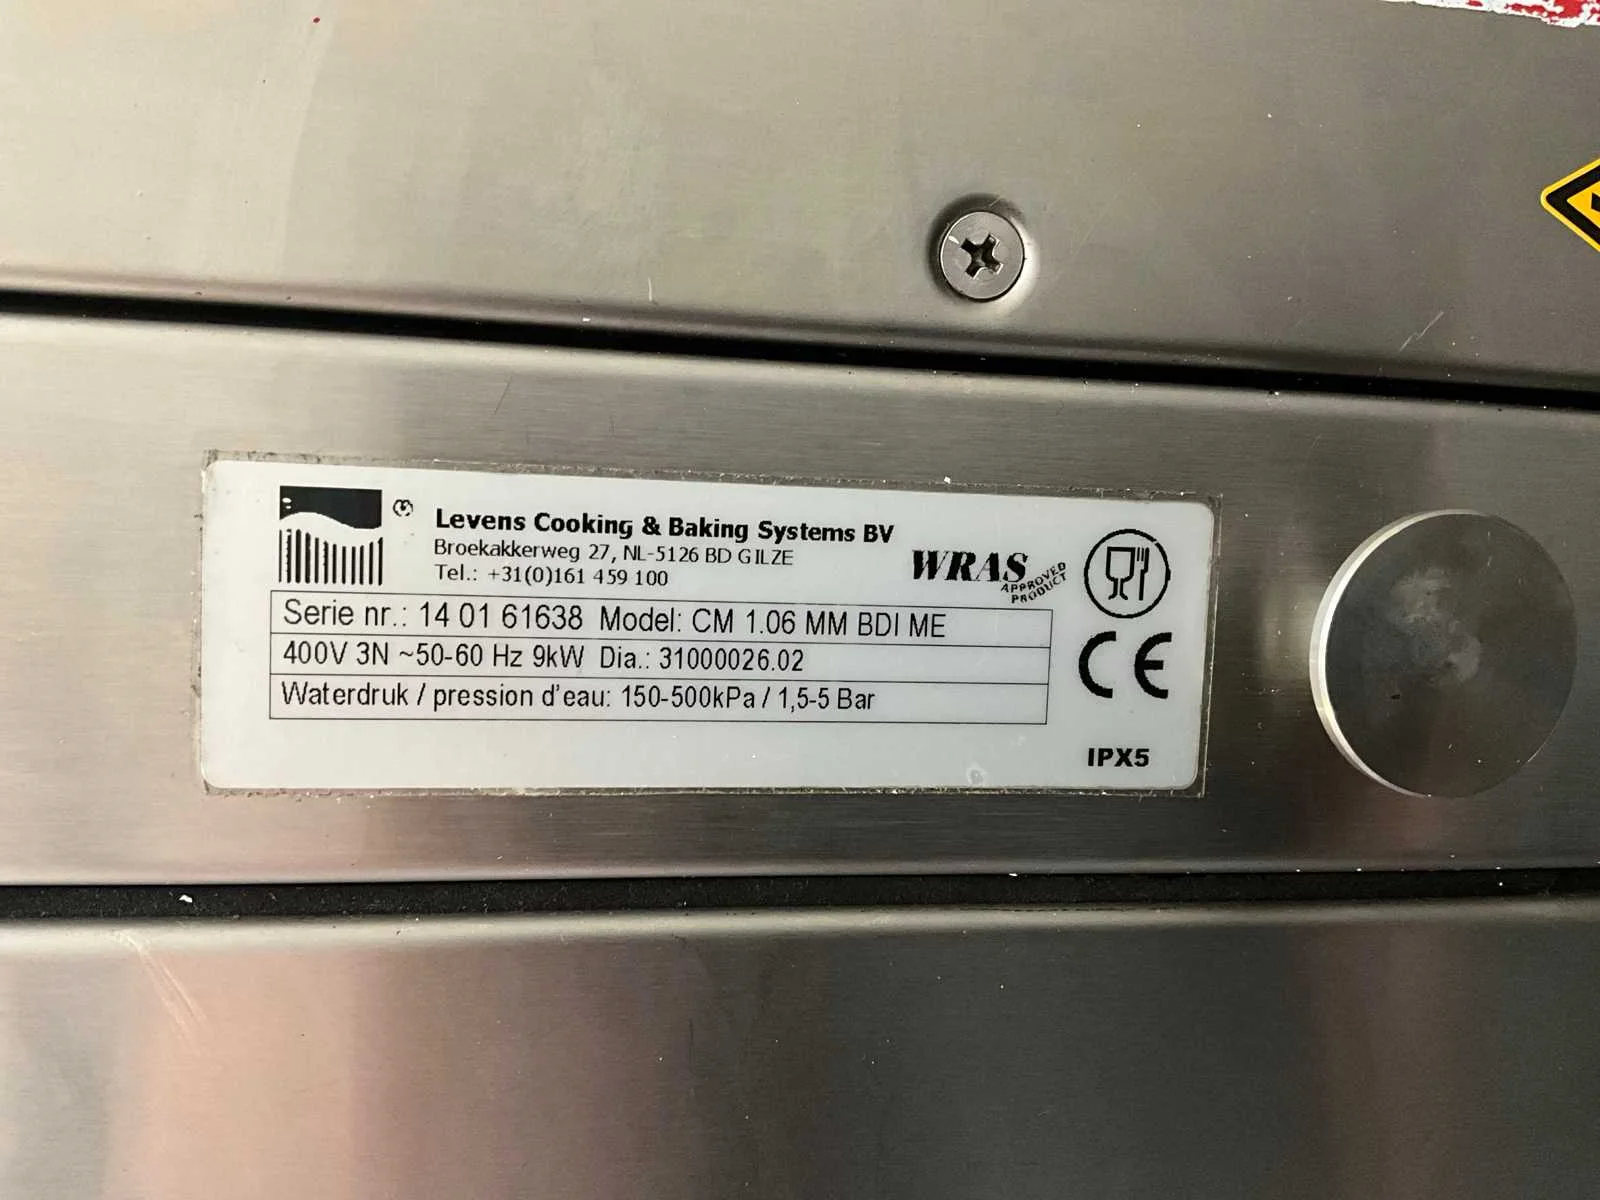 Levens Cooking & Baking Systems BV
Broekakkerweg 27, NL-5126 BD GILZE
Tel.: +31(0)161 459 100
WRAS
APPROVED
PRODUCT
Serie nr.: 14 01 61638 Model: CM 1.06 MM BDI ME
400V 3N ~50-60 Hz 9kW Dia.: 31000026.02
Waterdruk / pression d'eau: 150-500kPa / 1,5-5 Bar
CE
IPX5